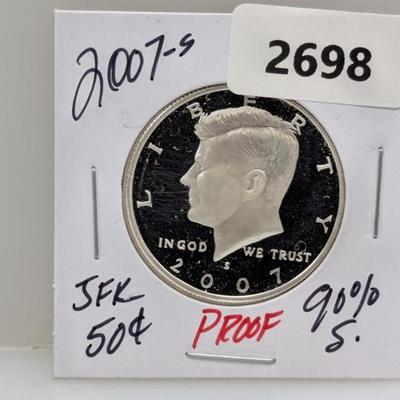 2007-S
2698
LIBERTY
IN GOD WE TRUST
S
2007
JFK
50¢
PROOF
90%
S.